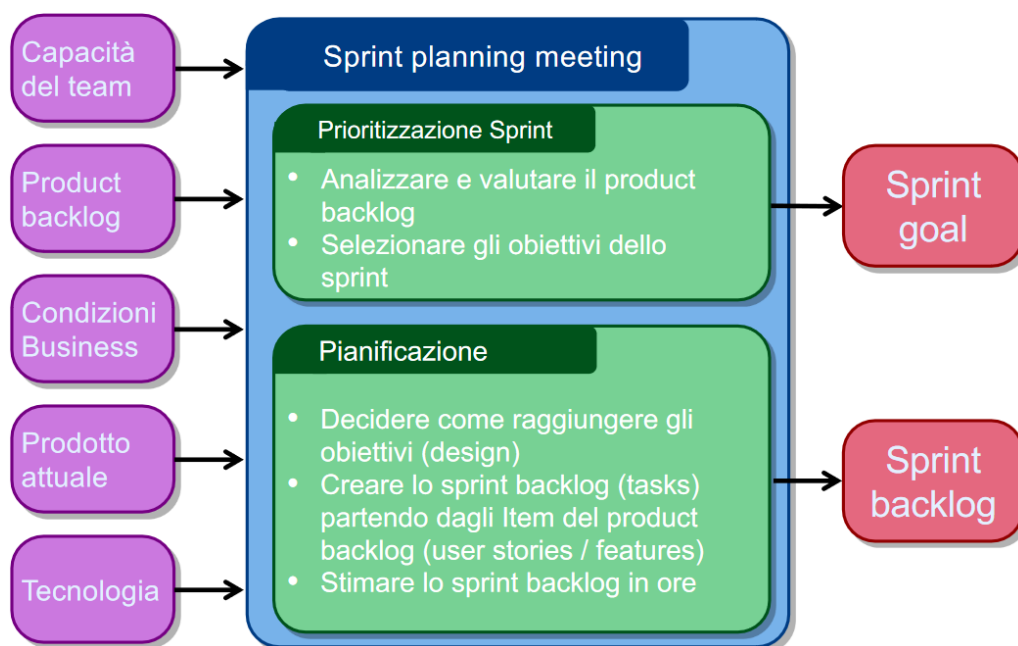 Capacità
del team
Product
backlog
Condizioni
Business
Prodotto
attuale
Tecnologia
Sprint planning meeting
Prioritizzazione Sprint
• Analizzare e valutare il product
backlog
• Selezionare gli obiettivi dello
sprint
Pianificazione
• Decidere come raggiungere gli
obiettivi (design)
• Creare lo sprint backlog (tasks)
partendo dagli Item del product
backlog (user stories / features)
• Stimare lo sprint backlog in ore
Sprint
goal
Sprint
backlog